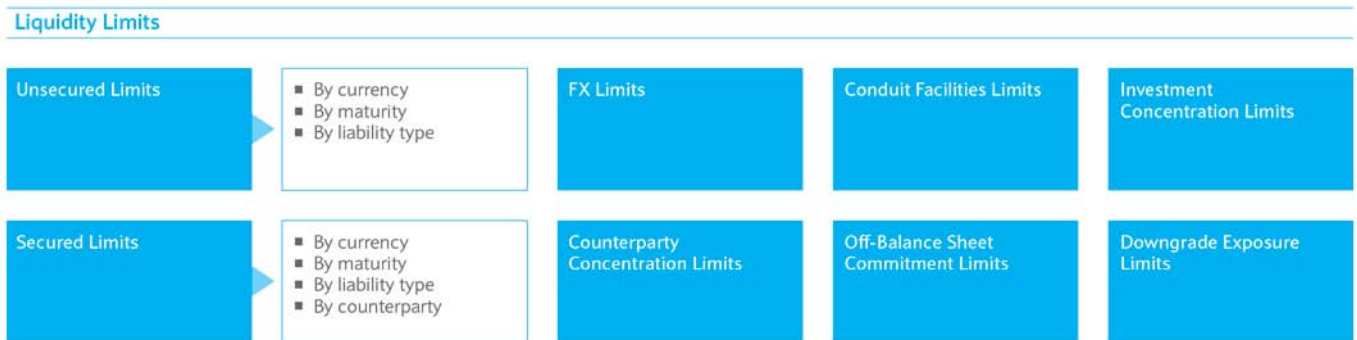 Liquidity Limits
Unsecured Limits
■ By currency
■ By maturity
■ By liability type
FX Limits
Conduit Facilities Limits
Investment
Concentration Limits
Secured Limits
■ By currency
■ By maturity
■ By liability type
■ By counterparty
Counterparty
Concentration Limits
Off-Balance Sheet
Commitment Limits
Downgrade Exposure
Limits